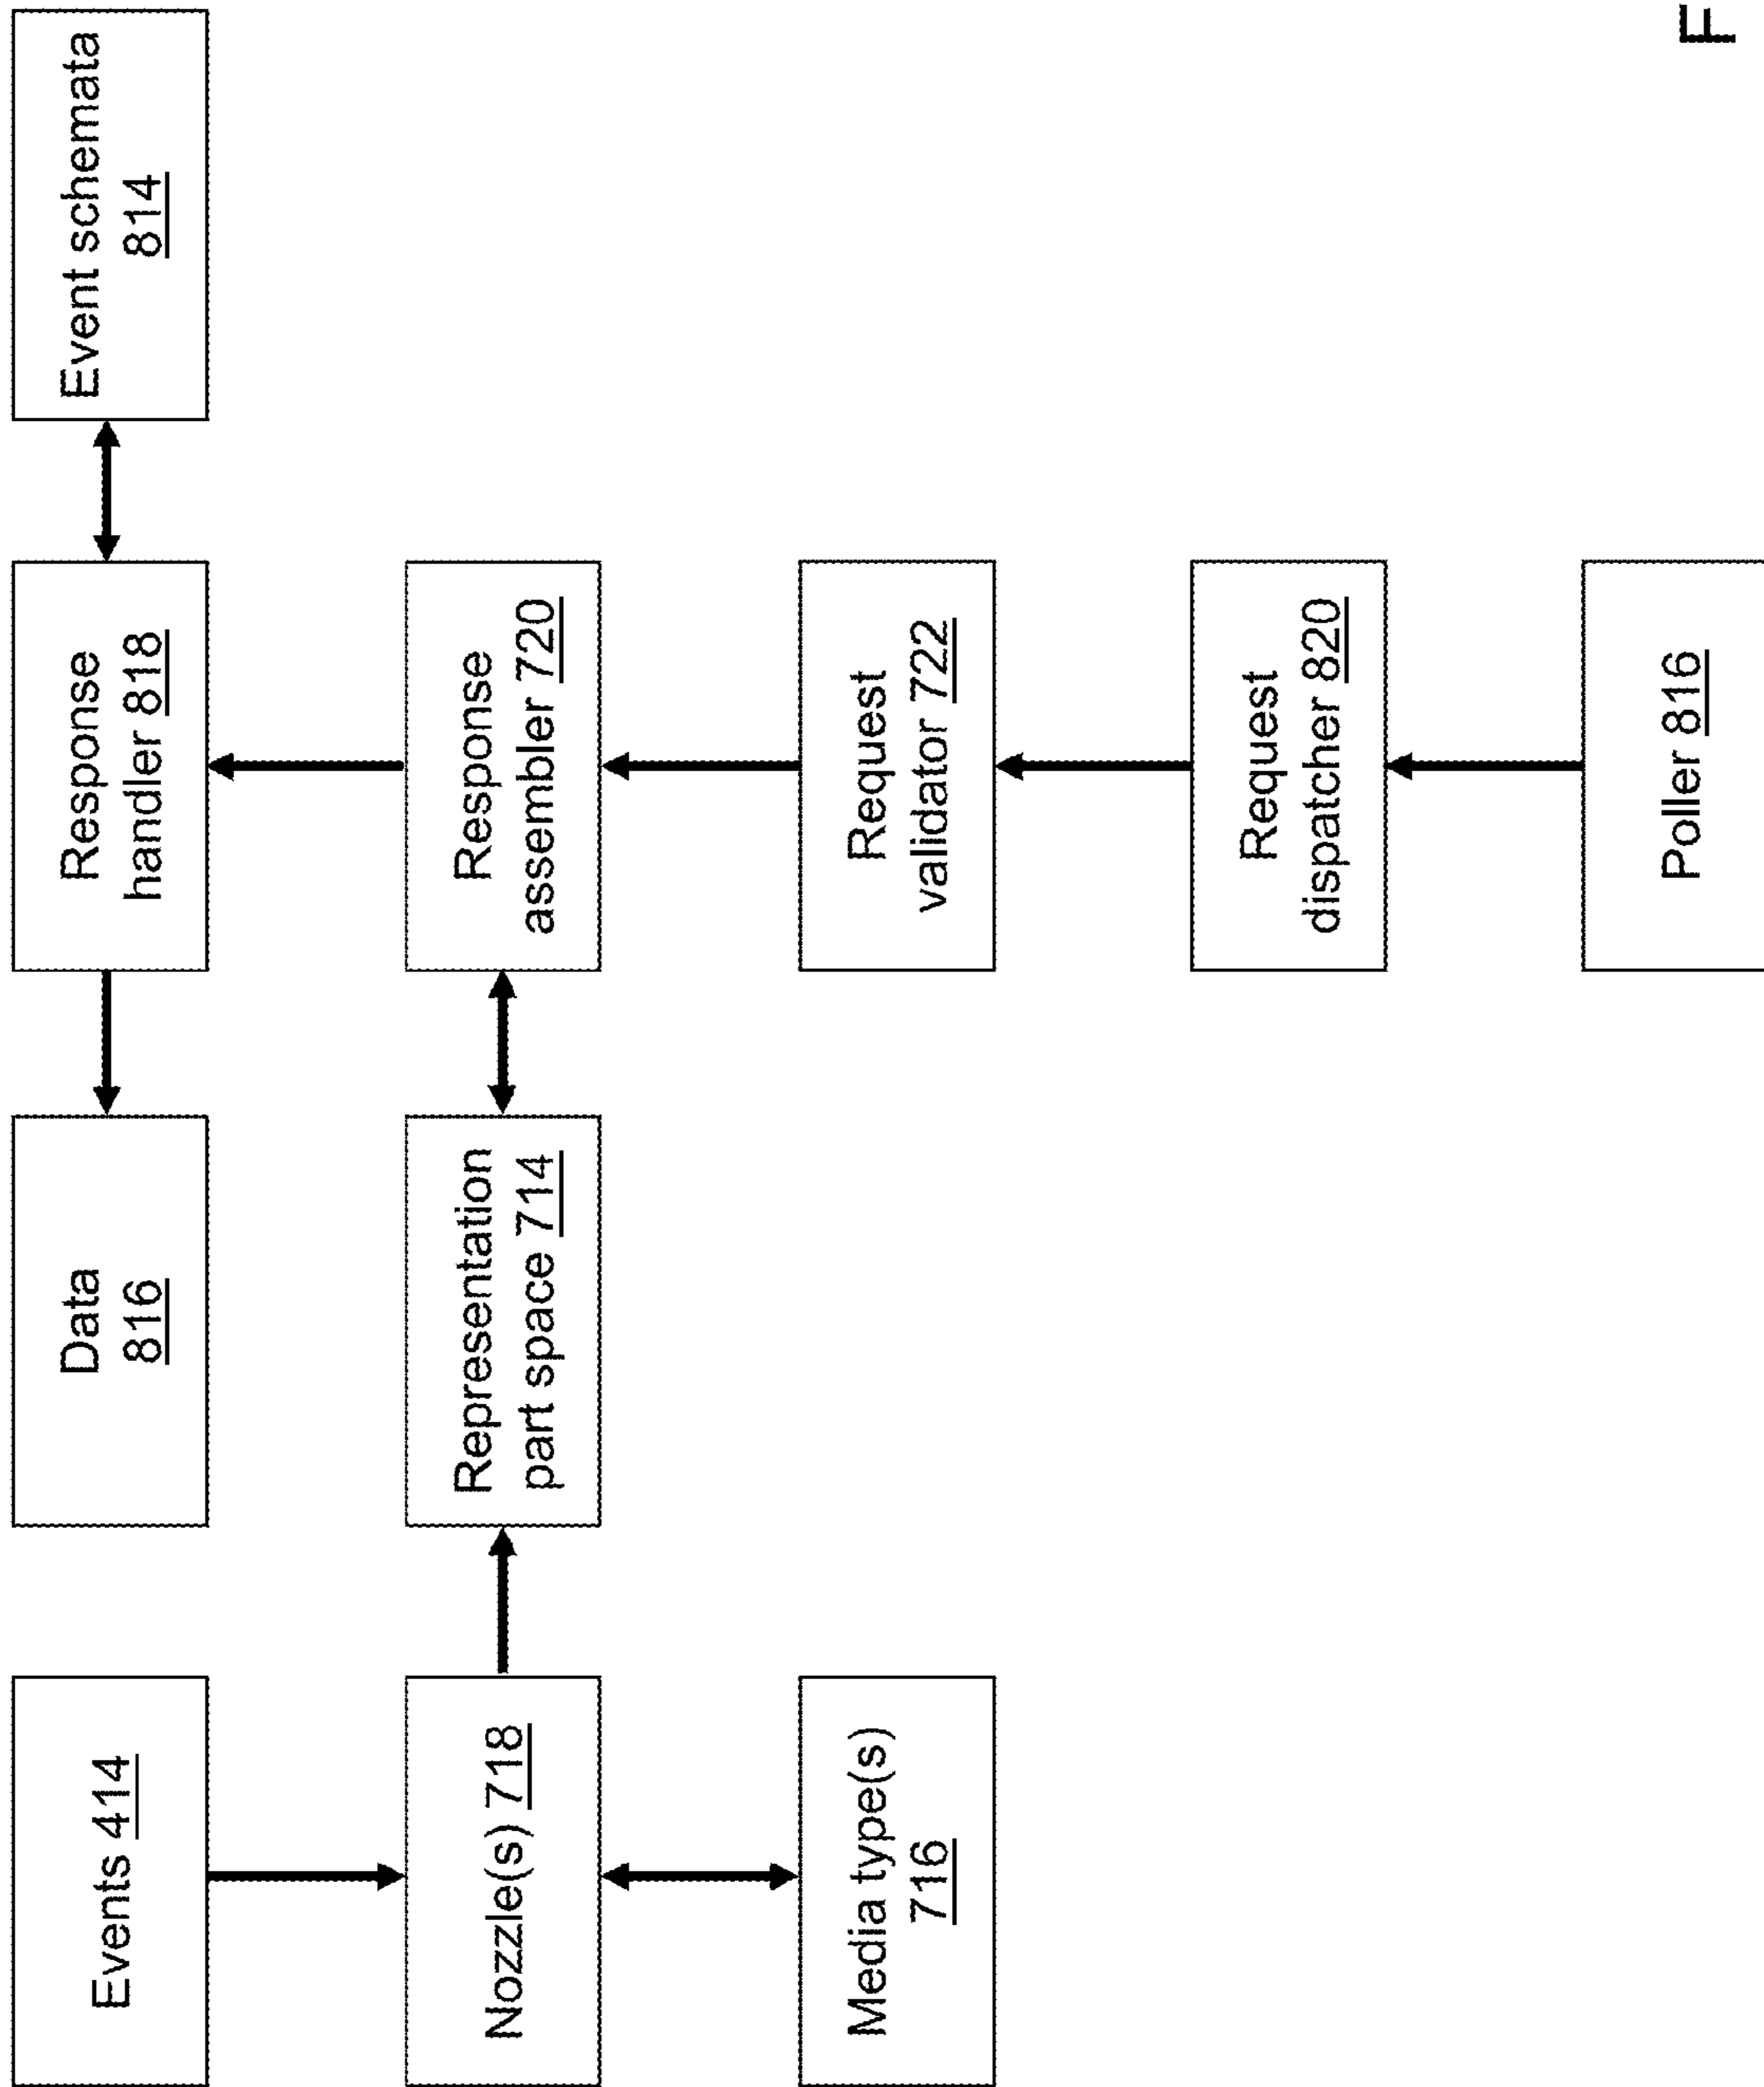 Events 414
Data
816
Response
handler 818
Event schemata
814
Nozzle(s) 718
Representation
part space 714
Response
assembler 720
Media type(s)
716
Request
validator 722
Request
dispatcher 820
Poller 816
F